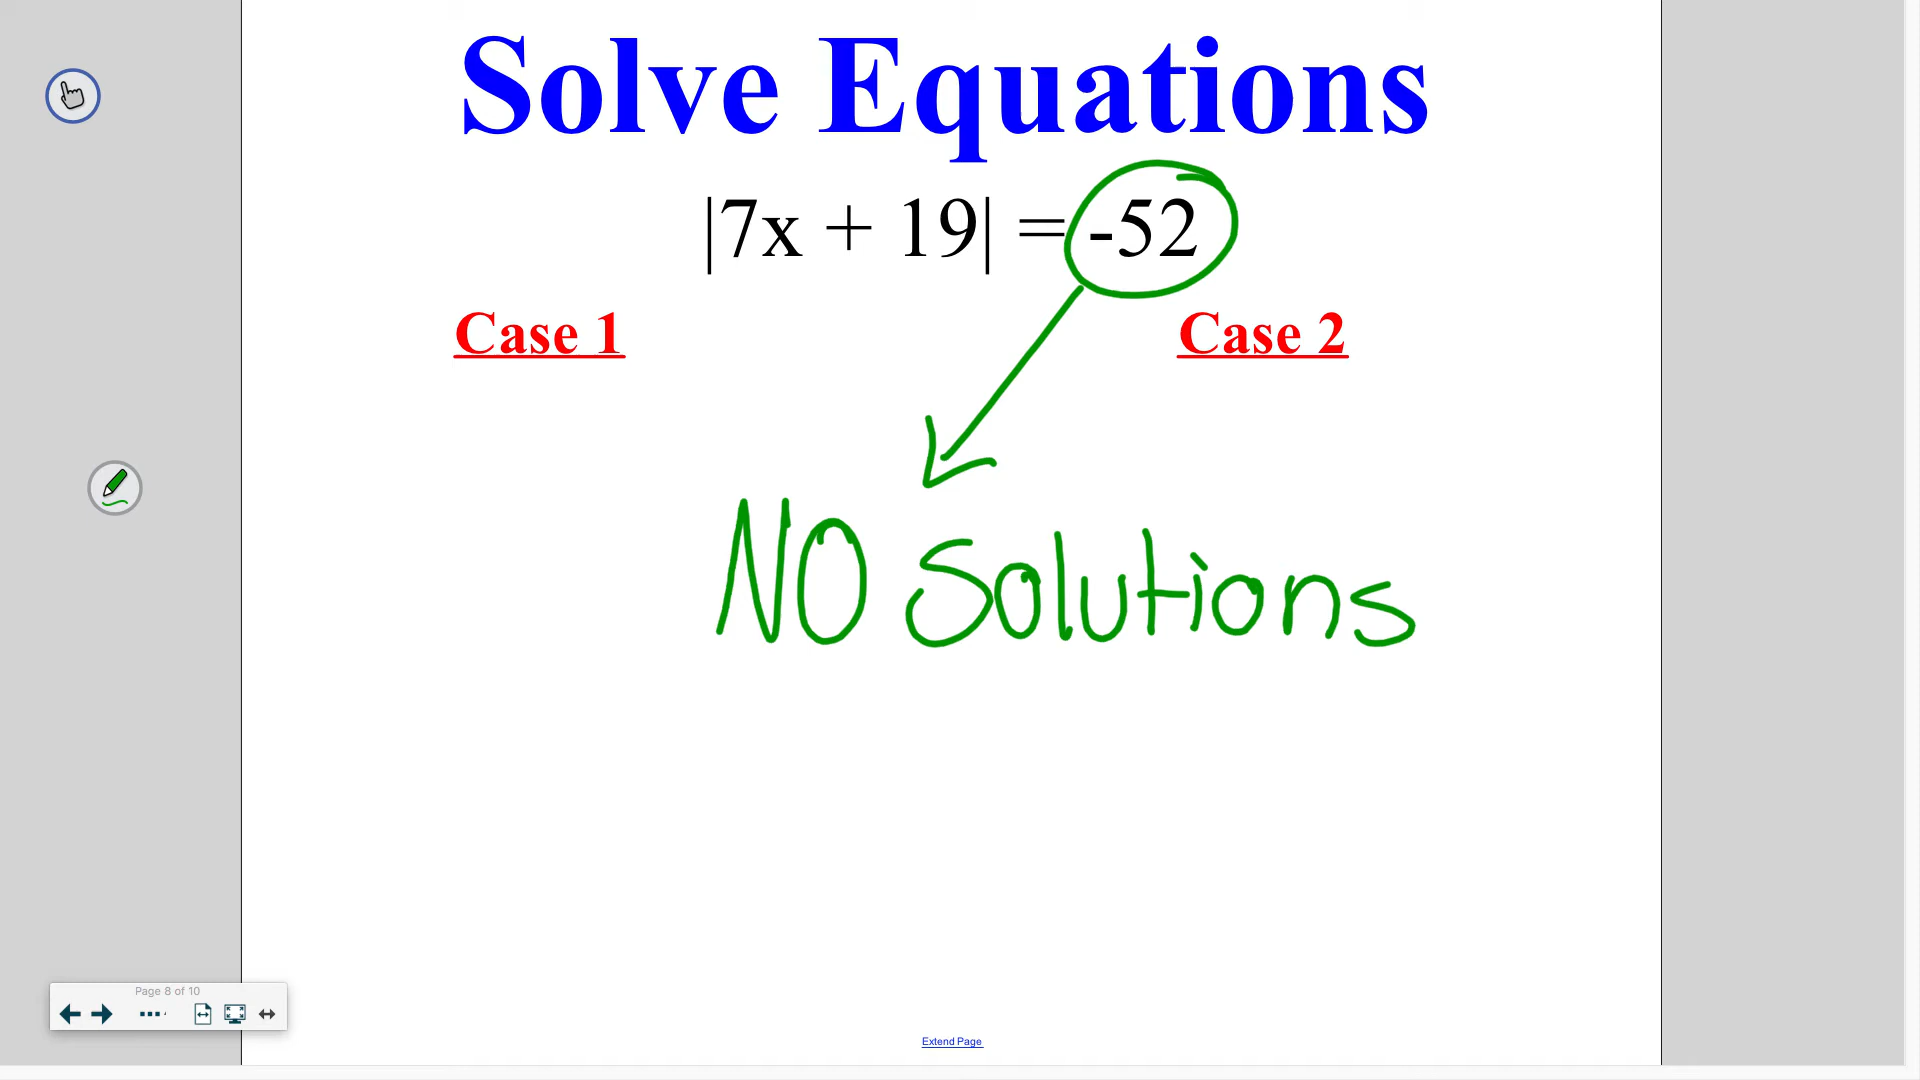 Solve Equations
|7x + 19| = -52
Case 1
Case 2
NO Solutions
Page 8 of 10
Extend Page